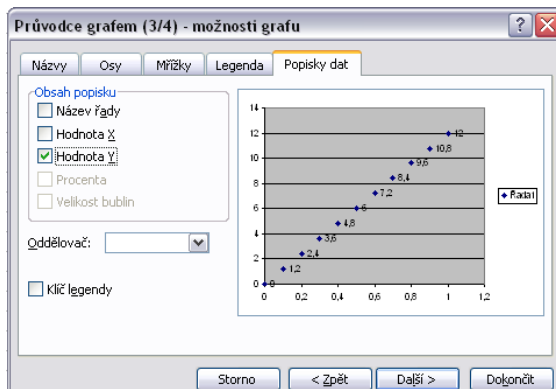 Průvodce grafem (3/4) - možnosti grafu
Názvy Osy Mřížky Legenda Popisky dat
Obsah popisku
Název řady
Hodnota X
Hodnota Y
Procenta
Velikost bublin
Oddělovač:
Klíč legendy
14
12
10
8
6
4
2
0
0 0,2 0,4 0,6 0,8 1 1,2
0
1,2
2,4
3,6
4,8
6
7,2
8,4
9,6
10,8
12
Řada1
Storno < Zpět Další > Dokončit